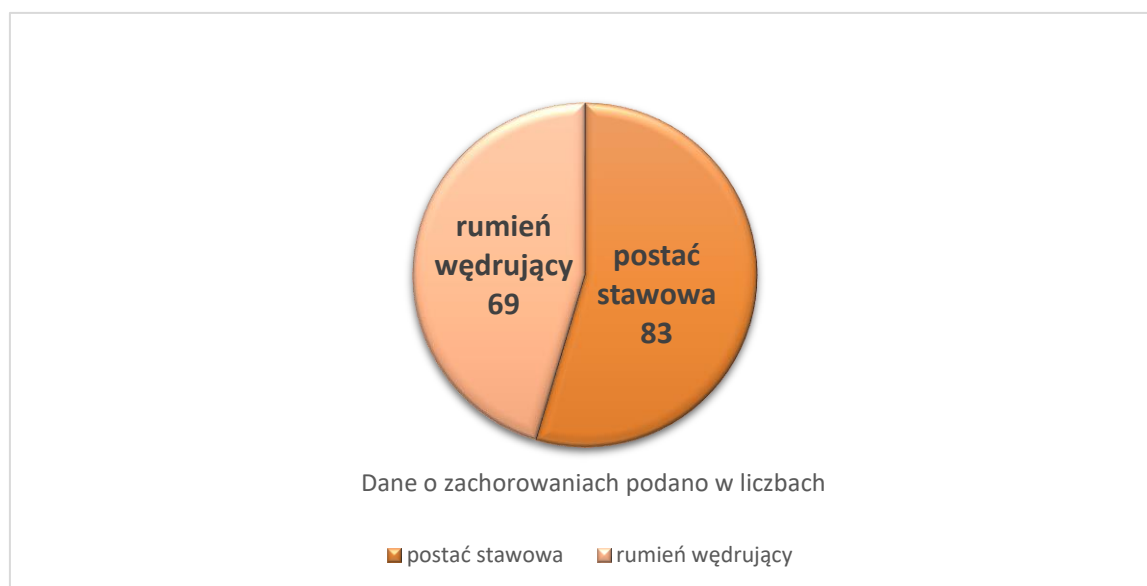 rumień
wędrujący
69
postać
stawowa
83
Dane o zachorowaniach podano w liczbach
postać stawowa
rumień wędrujący